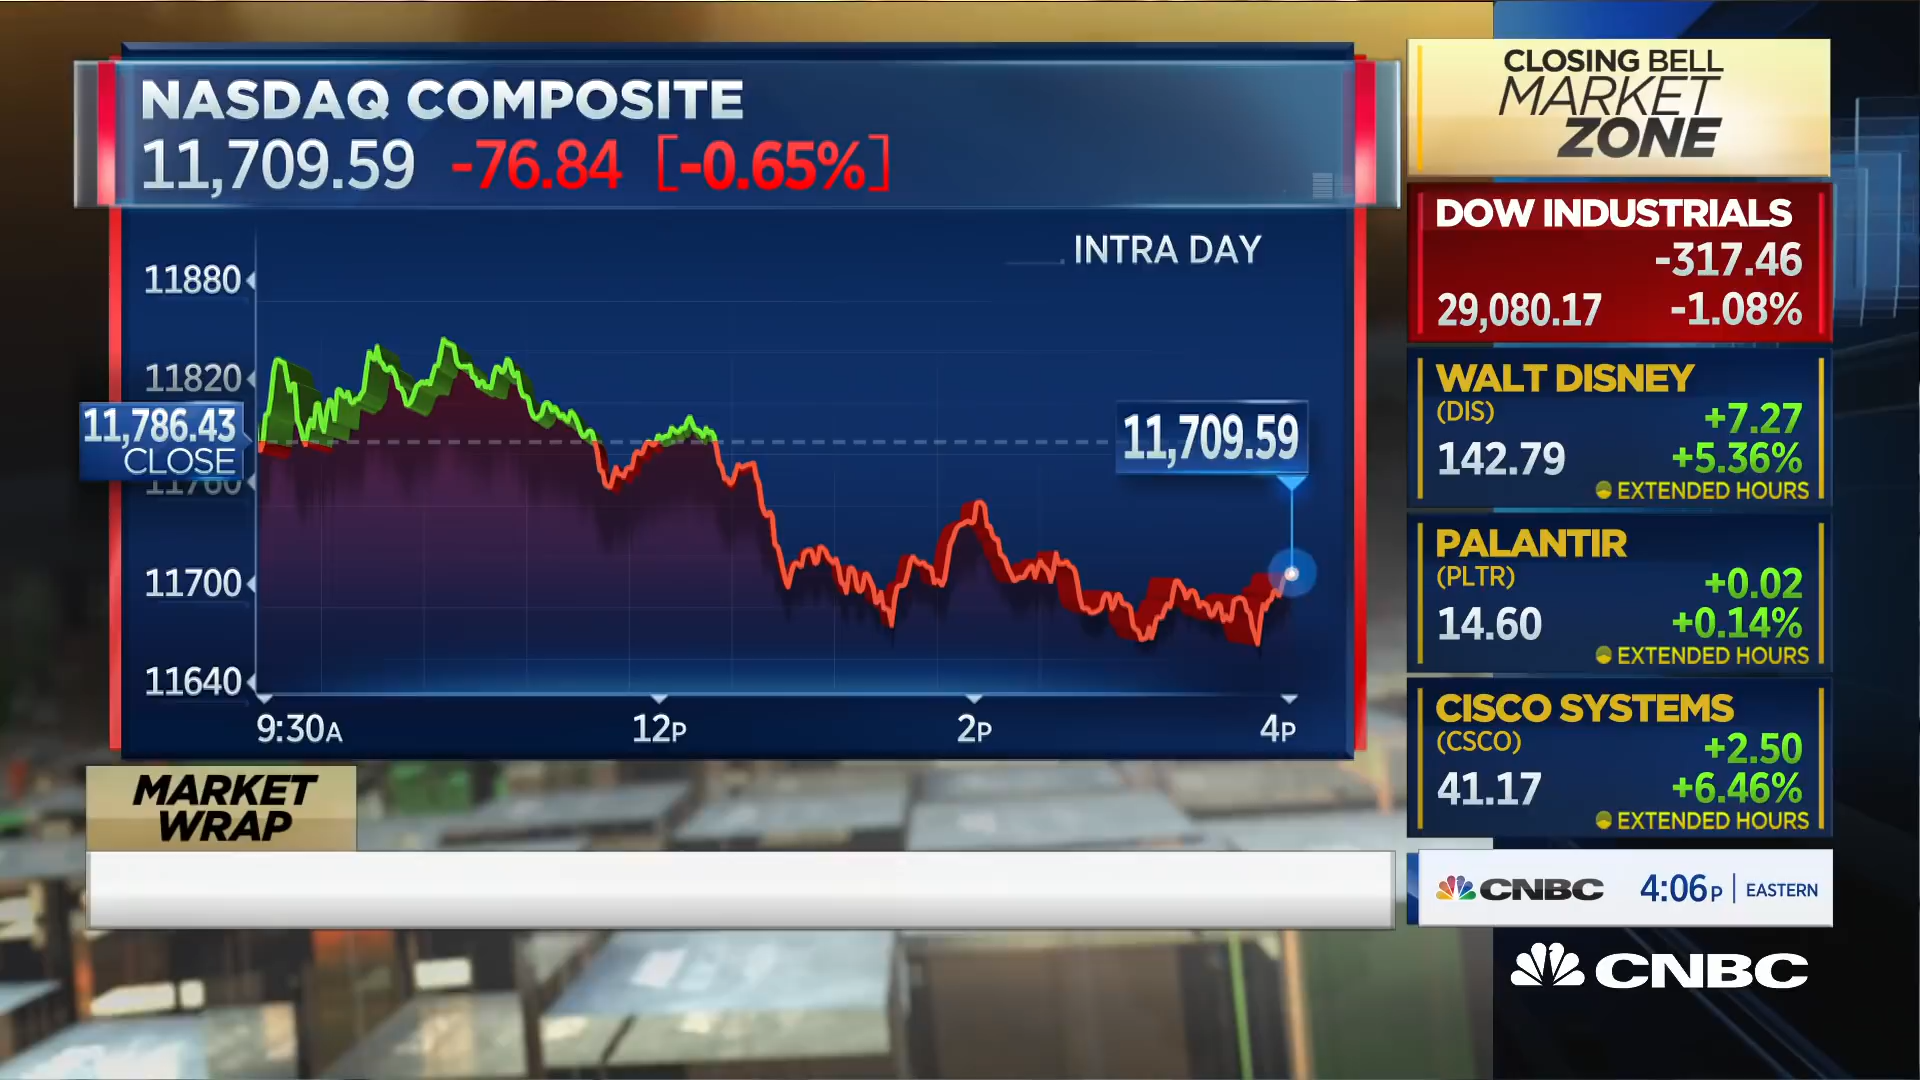 NASDAQ COMPOSITE
11,709.59 -76.84 [-0.65%]
INTRA DAY
11880
11820
11,786.43
CLOSE
11760
11,709.59
11700
11640
9:30A 12P 2P 4P
MARKET
WRAP
CLOSING BELL
MARKET
ZONE
DOW INDUSTRIALS
-317.46
29,080.17 -1.08%
WALT DISNEY
(DIS) +7.27
142.79 +5.36%
EXTENDED HOURS
PALANTIR
(PLTR) +0.02
14.60 +0.14%
EXTENDED HOURS
CISCO SYSTEMS
(CSCO) +2.50
41.17 +6.46%
EXTENDED HOURS
CNBC 4:06P | EASTERN
CNBC